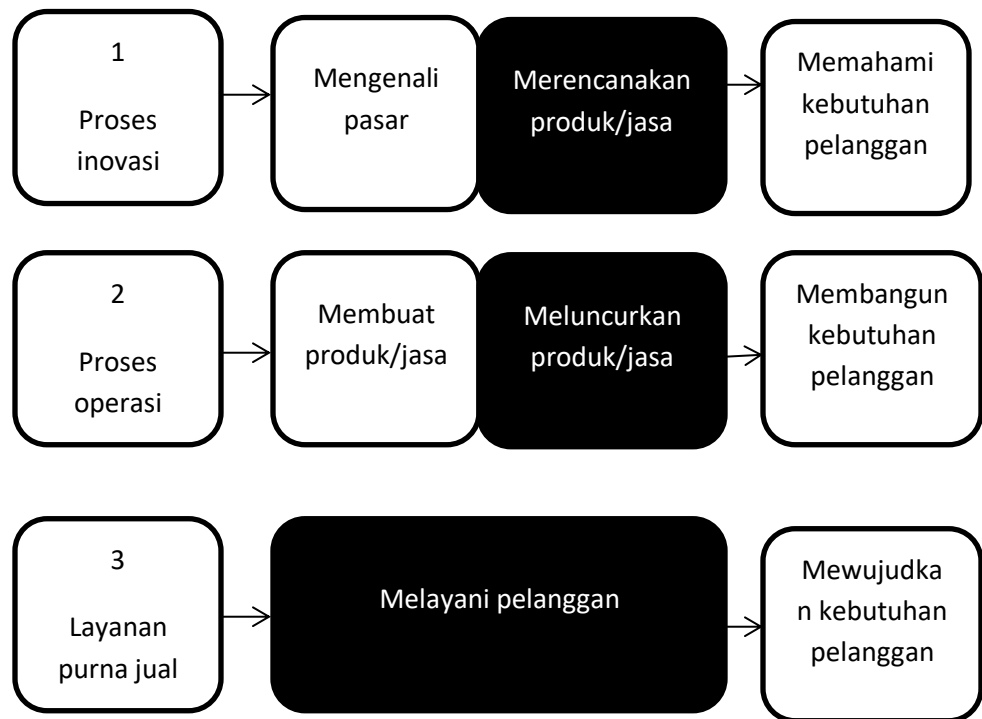 1
Proses
inovasi
Mengenali
pasar
Merencanakan
produk/jasa
Memahami
kebutuhan
pelanggan
2
Proses
operasi
Membuat
produk/jasa
Meluncurkan
produk/jasa
Membangun
kebutuhan
pelanggan
3
Layanan
purna jual
Melayani pelanggan
Mewujudka
n kebutuhan
pelanggan